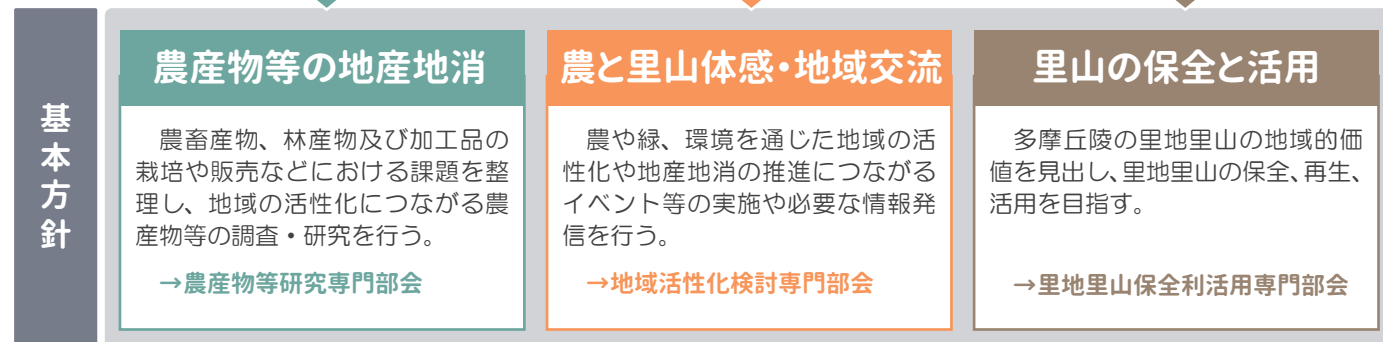 基本方針
農産物等の地産地消
農畜産物、林産物及び加工品の
栽培や販売などにおける課題を整
理し、地域の活性化につながる農
産物等の調査・研究を行う。
→農産物等研究専門部会
農と里山体感・地域交流
農や緑、環境を通じた地域の活
性化や地産地消の推進につながる
イベント等の実施や必要な情報発
信を行う。
→地域活性化検討専門部会
里山の保全と活用
多摩丘陵の里地里山の地域的価
値を見出し、里地里山の保全、再生、
活用を目指す。
→里地里山保全利活用専門部会